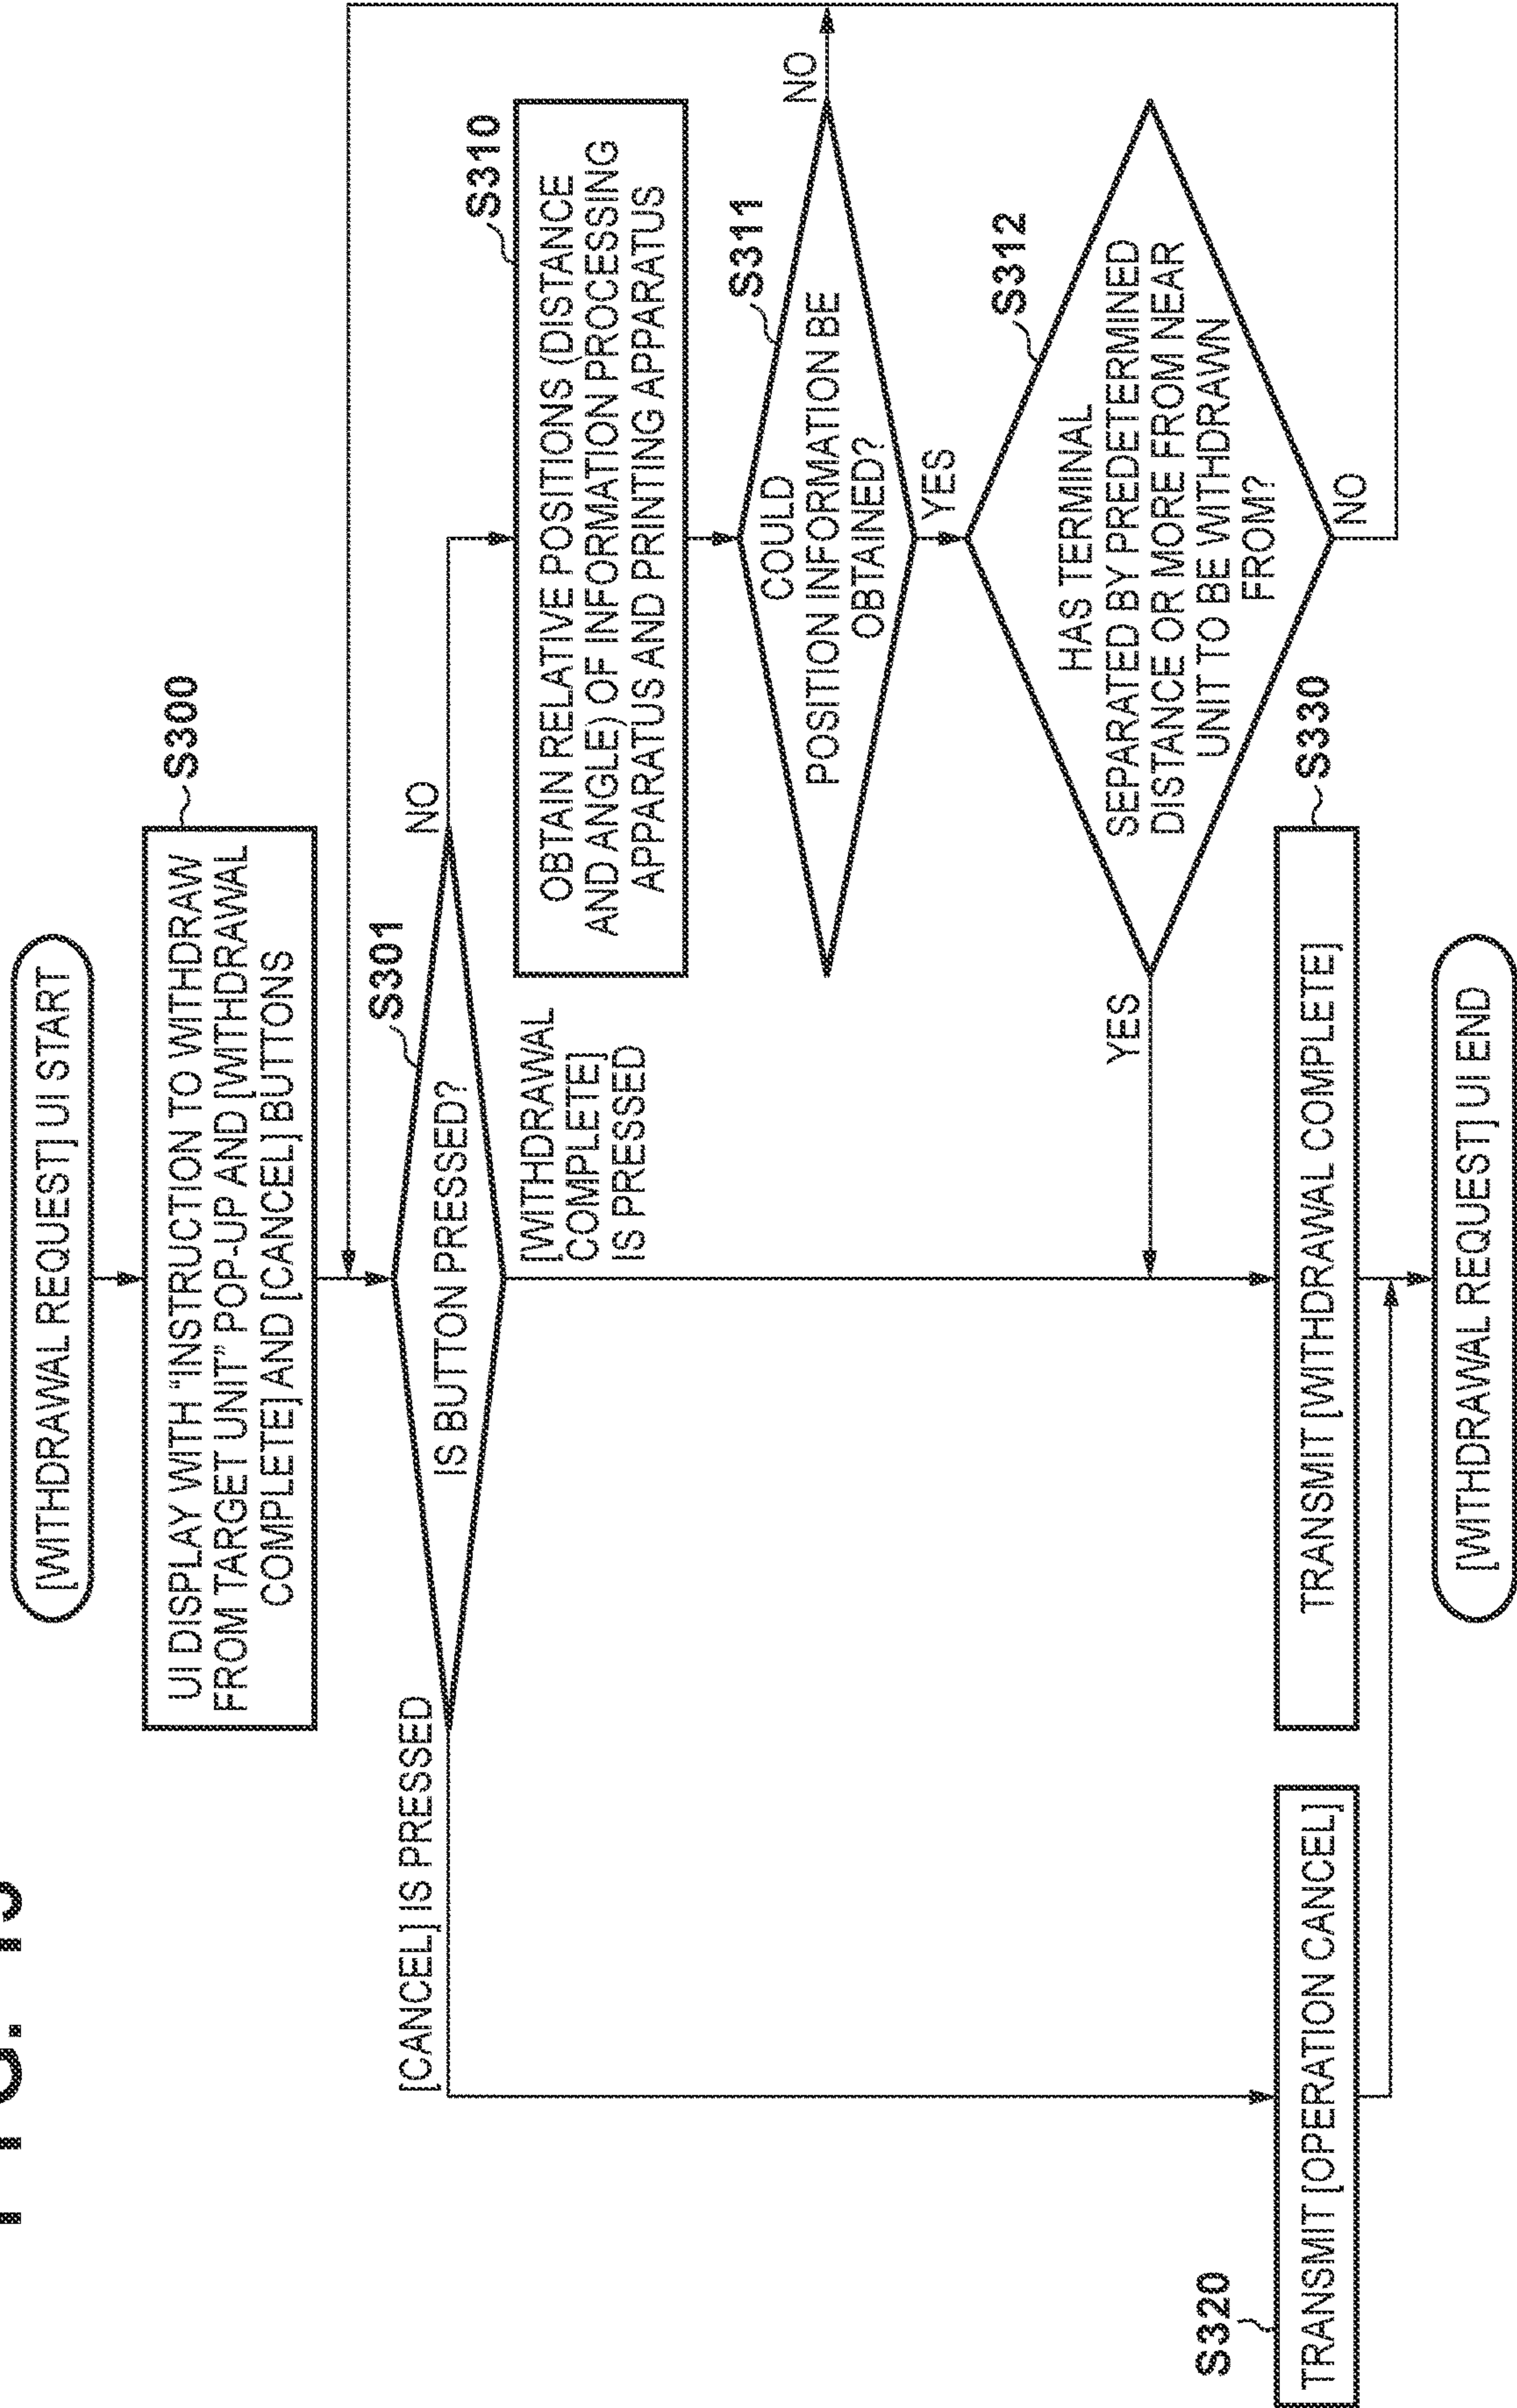 [WITHDRAWAL REQUEST] UI START
S300
UI DISPLAY WITH "INSTRUCTION TO WITHDRAW
FROM TARGET UNIT" POP-UP AND [WITHDRAWAL
COMPLETE] AND [CANCEL] BUTTONS
S301
IS BUTTON PRESSED?
[CANCEL] IS PRESSED
NO
[WITHDRAWAL
COMPLETE]
IS PRESSED
S310
OBTAIN RELATIVE POSITIONS (DISTANCE
AND ANGLE) OF INFORMATION PROCESSING
APPARATUS AND PRINTING APPARATUS
S311
COULD
POSITION INFORMATION BE
OBTAINED?
NO
YES
S312
HAS TERMINAL
SEPARATED BY PREDETERMINED
DISTANCE OR MORE FROM NEAR
UNIT TO BE WITHDRAWN
FROM?
YES
NO
S320
TRANSMIT [OPERATION CANCEL]
S330
TRANSMIT [WITHDRAWAL COMPLETE]
[WITHDRAWAL REQUEST] UI END